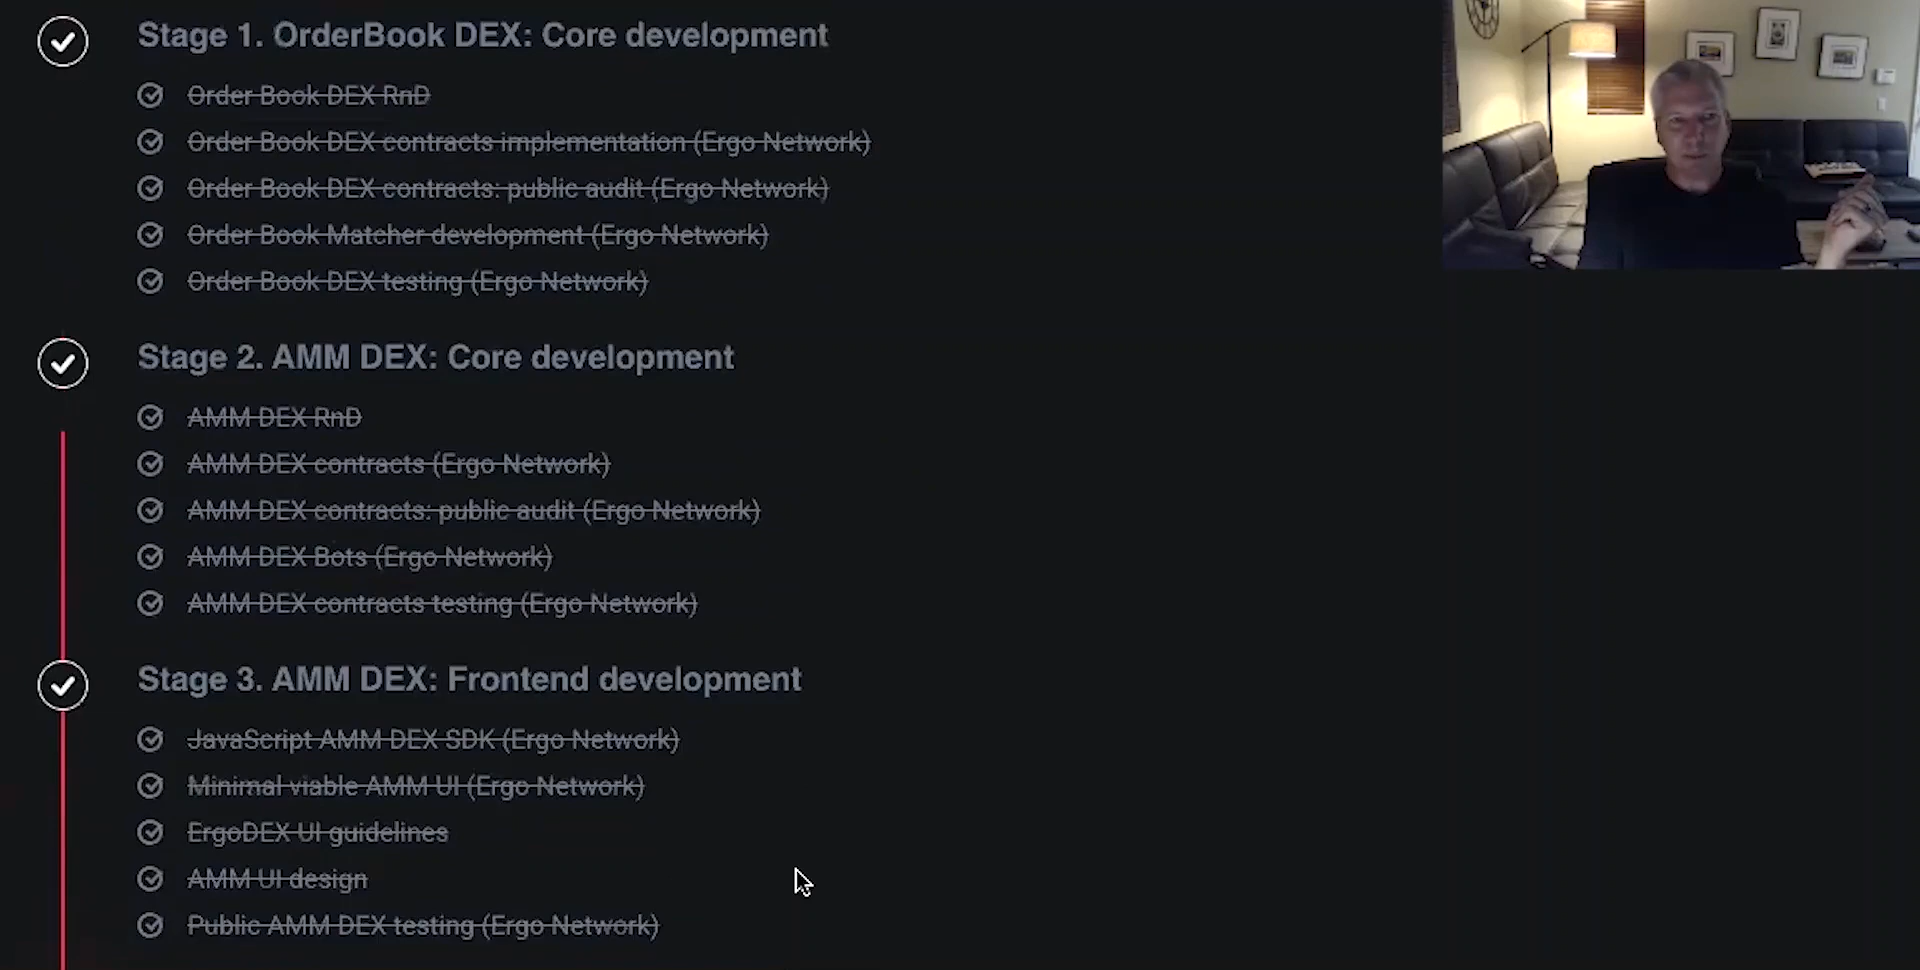 Stage 1. OrderBook DEX: Core development
Order Book DEX RnD
Order Book DEX contracts implementation (Ergo Network)
Order Book DEX contracts: public audit (Ergo Network)
Order Book Matcher development (Ergo Network)
Order Book DEX testing (Ergo Network)
Stage 2. AMM DEX: Core development
AMM DEX RnD
AMM DEX contracts (Ergo Network)
AMM DEX contracts: public audit (Ergo Network)
AMM DEX Bots (Ergo Network)
AMM DEX contracts testing (Ergo Network)
Stage 3. AMM DEX: Frontend development
JavaScript AMM DEX SDK (Ergo Network)
Minimal viable AMM UI (Ergo Network)
ErgoDEX UI guidelines
AMM UI design
Public AMM DEX testing (Ergo Network)